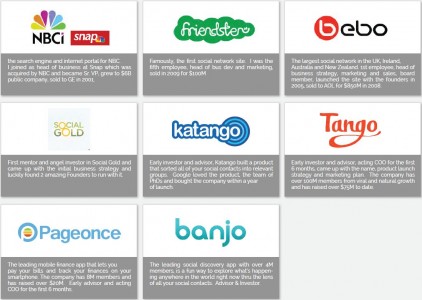 NBCi snap
the search engine and internet portal for NBC
I joined as head of business at Snap which was
acquired by NBC and became Sr. VP, grew to $6B
public company, sold to GE in 2001.
friendster
Famously, the first social network site. I was the
8th employee, head of bus dev and marketing,
sold in 2009 for $100M
bebo
The largest social network in the UK, Ireland,
Australia and New Zealand 1st employee, head of
business strategy, marketing and sales, board
member, launched the site with the founders in
2005, sold to AOL for $850M in 2008.
SOCIAL
GOLD
First mentor and angel investor in Social Gold and
came up with the initial business strategy and
luckily found 2 amazing Founders to run with it.
katango
Early investor and advisor, Katango built a product
that sorted all of your social contacts into relevant
groups. Google loved the product, the team of
PhDs and bought the company within a year
of launch.
Tango
Early investor and advisor, acting COO for the first
6 months, came up with the name, product launch
strategy and marketing plan. The company has
over 100M members from viral and natural growth
and has raised over $75M to date.
Pageonce
The leading mobile finance app that lets you
pay your bills and track your finances on your
smartphone. The company has 8M members and
has raised over $20M Early advisor and acting
COO for the first 6 months.
banjo
The leading social discovery app with over 4M
members, is a fun way to explore what's happen-
ing anywhere in the world right now thru the lens
of all your social contacts. Advisor & Investor.